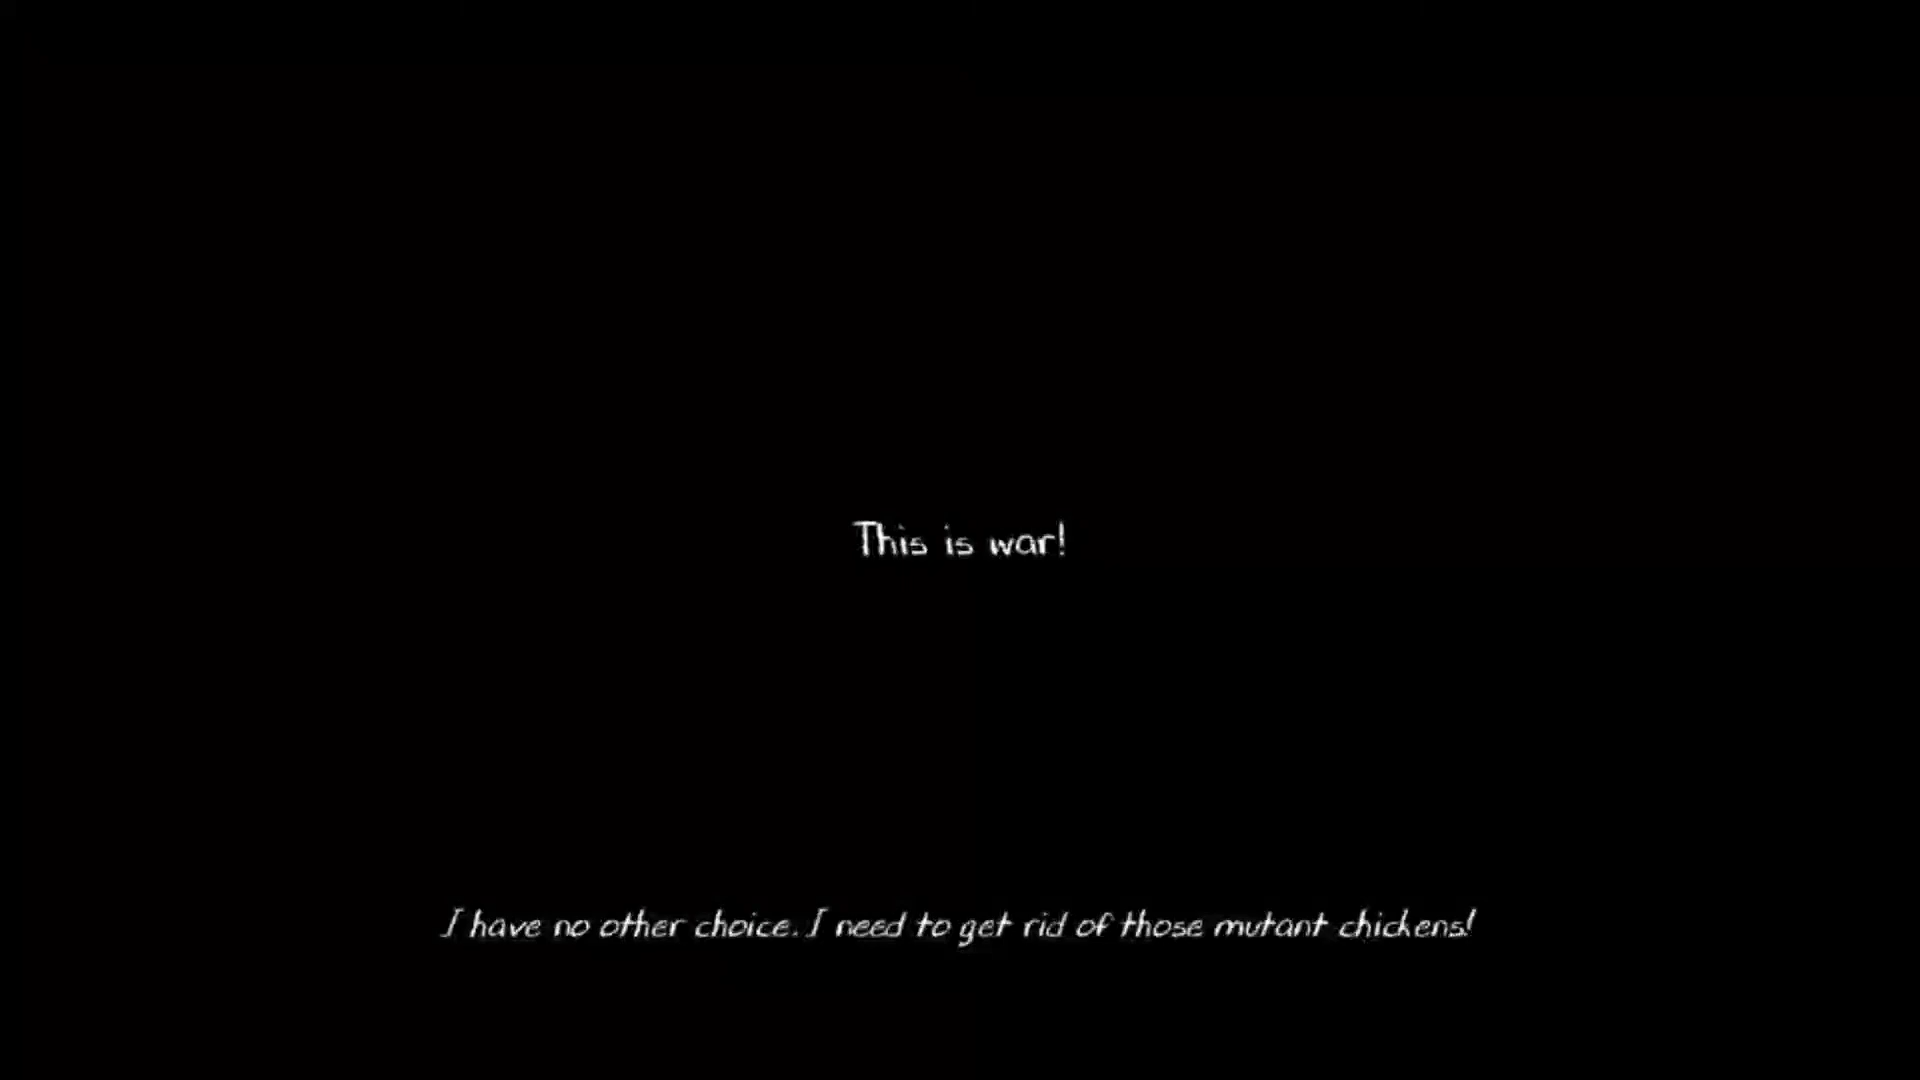 This is war!
I have no other choice. I need to get rid of those mutant chickens!